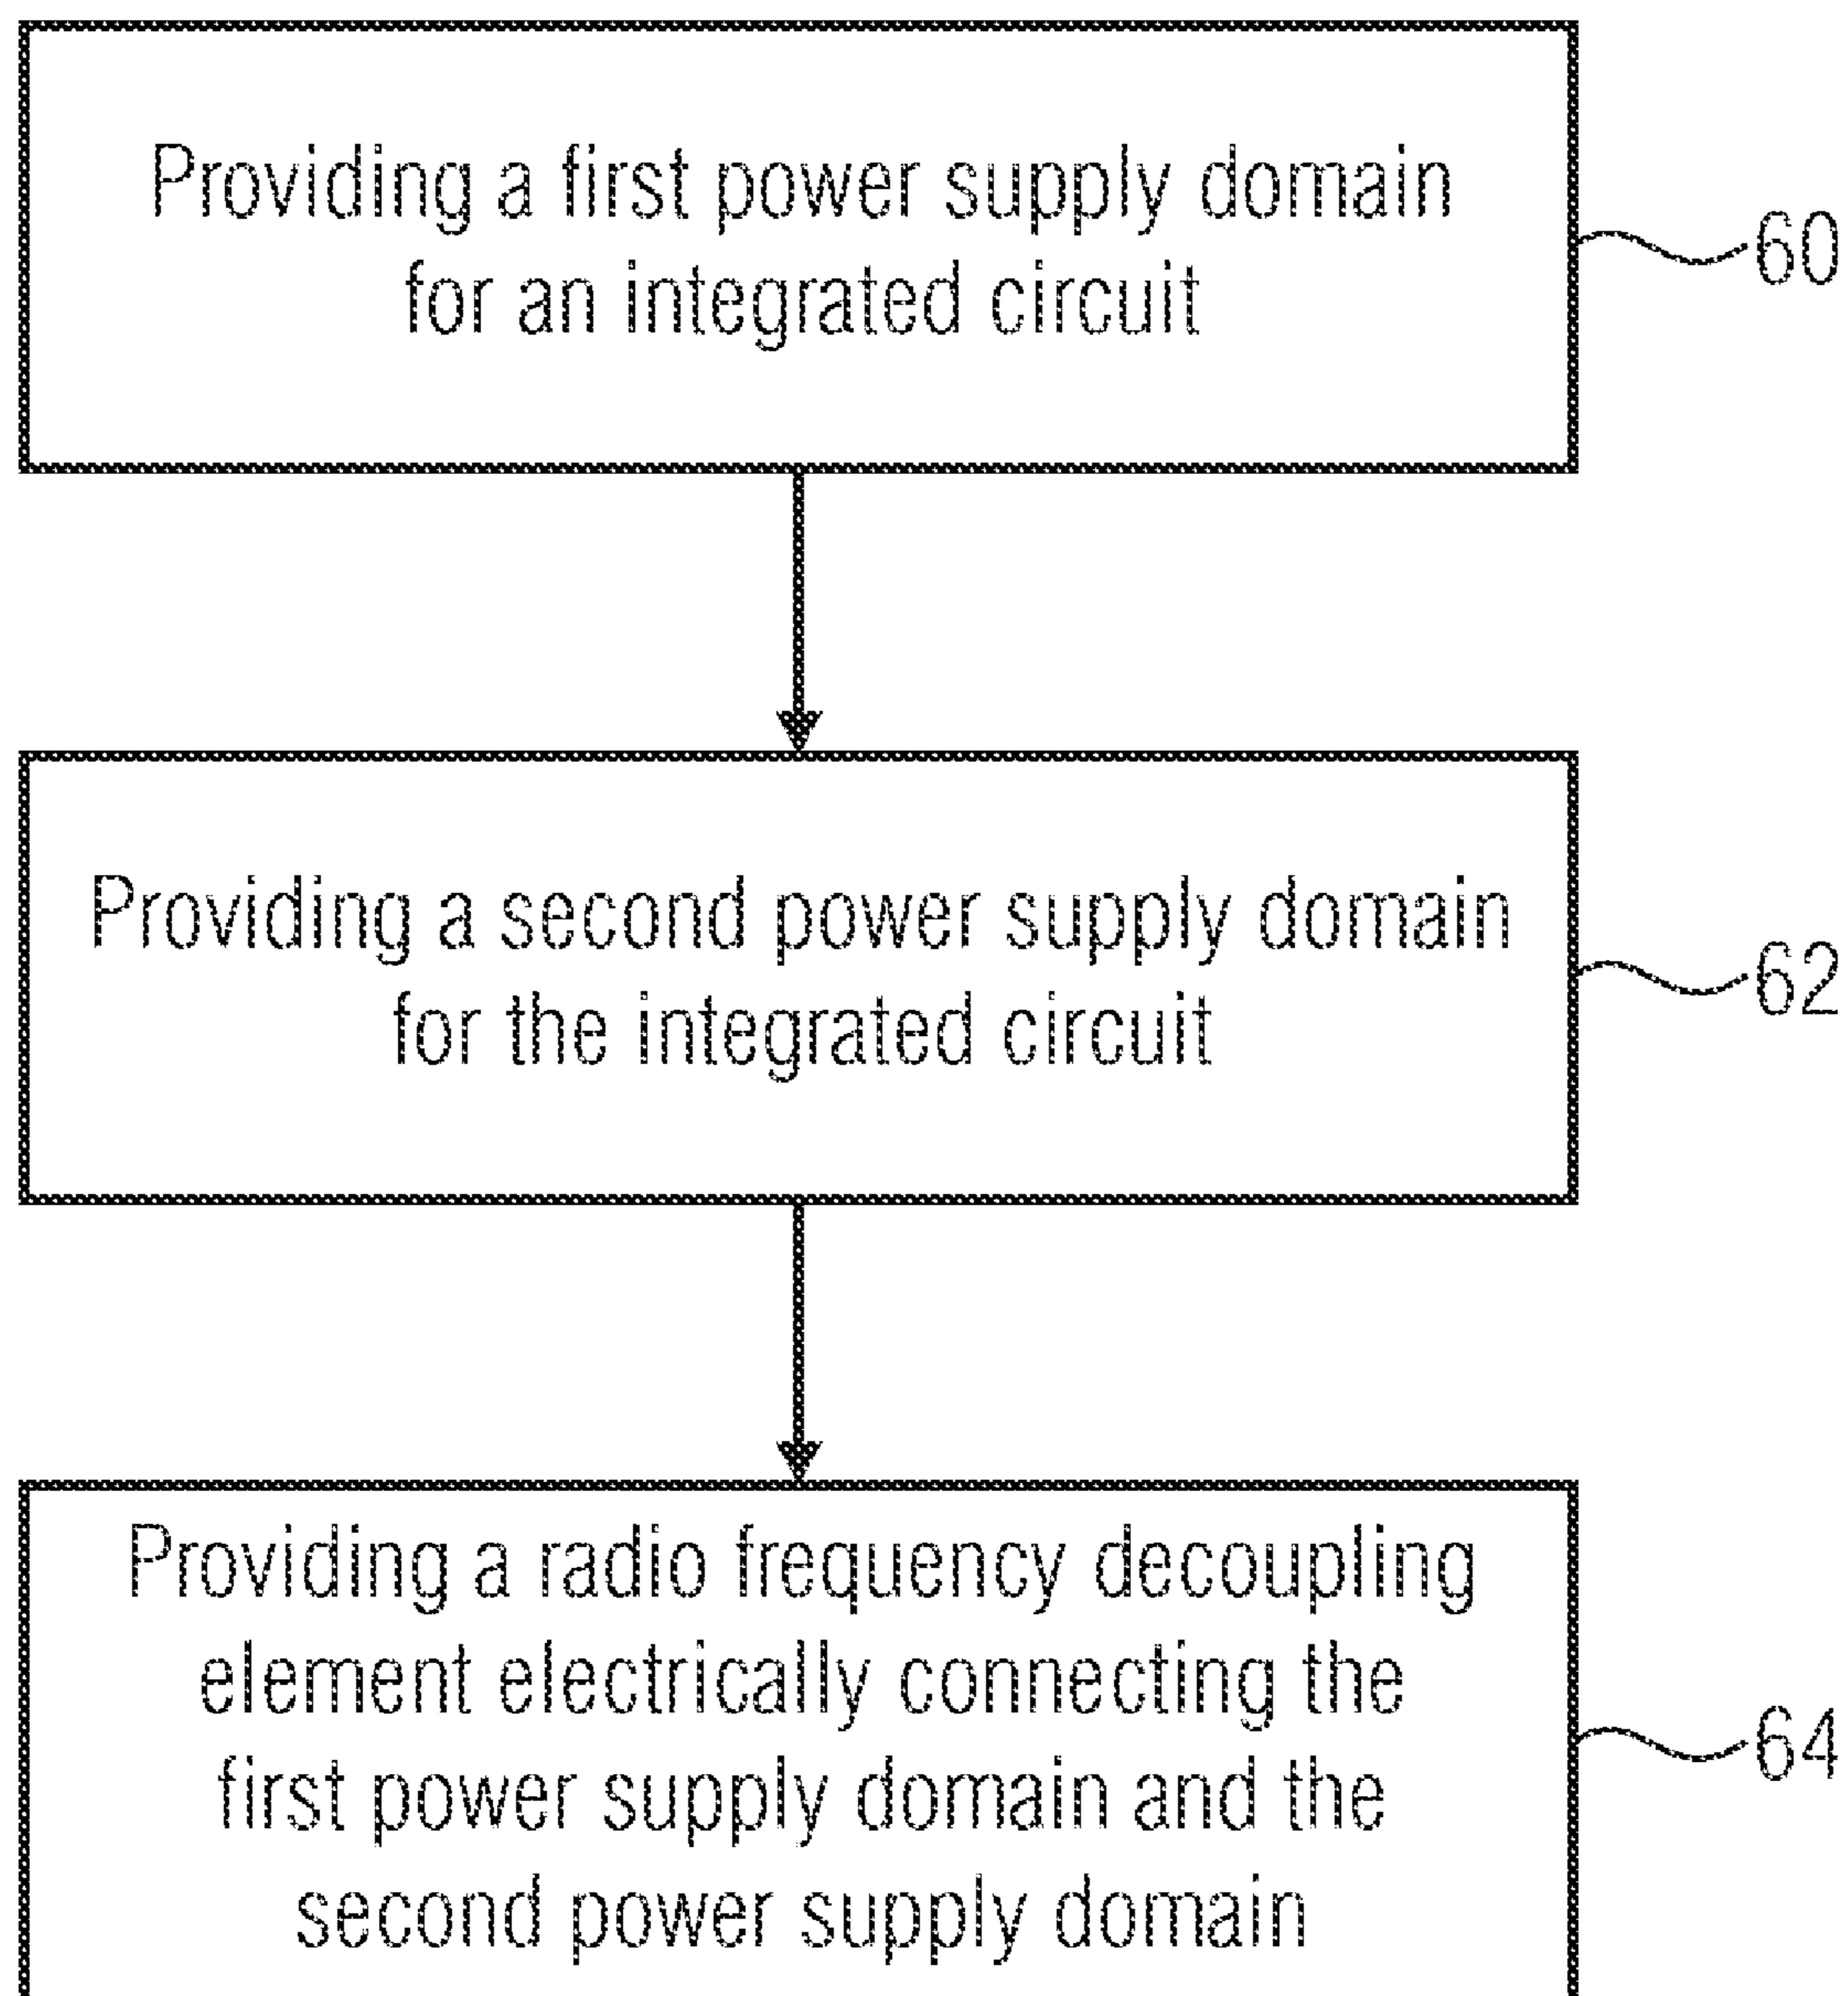 Providing a first power supply domain
for an integrated circuit
60
Providing a second power supply domain
for the integrated circuit
62
Providing a radio frequency decoupling
element electrically connecting the
first power supply domain and the
second power supply domain
64